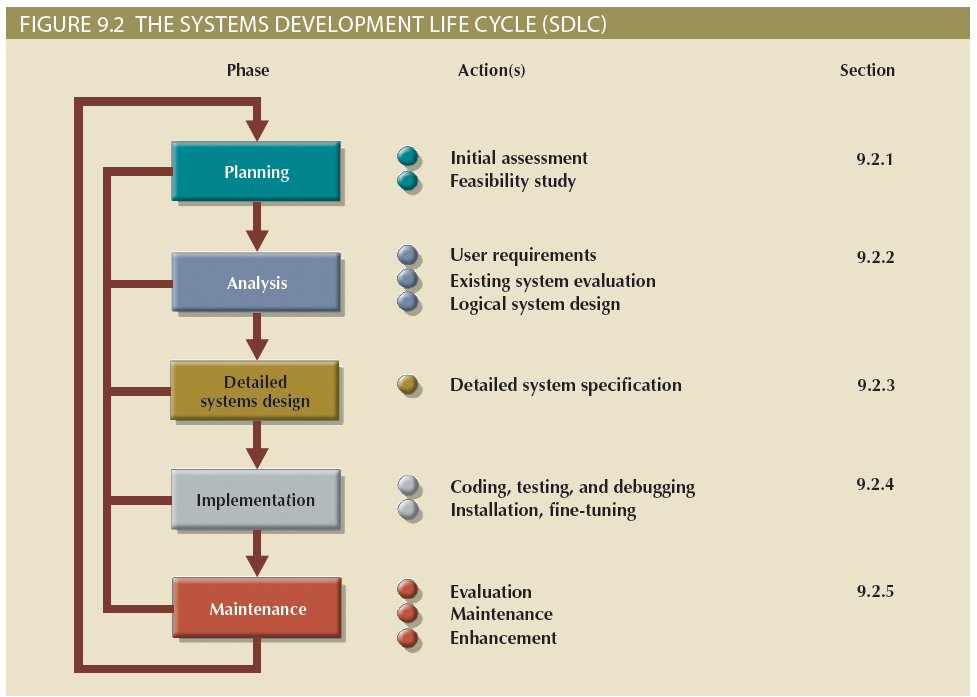 FIGURE 9.2 THE SYSTEMS DEVELOPMENT LIFE CYCLE (SDLC)
Phase
Action(s)
Section
Planning
Initial assessment
Feasibility study
9.2.1
Analysis
User requirements
Existing system evaluation
Logical system design
9.2.2
Detailed
systems design
Detailed system specification
9.2.3
Implementation
Coding, testing, and debugging
Installation, fine-tuning
9.2.4
Maintenance
Evaluation
Maintenance
Enhancement
9.2.5